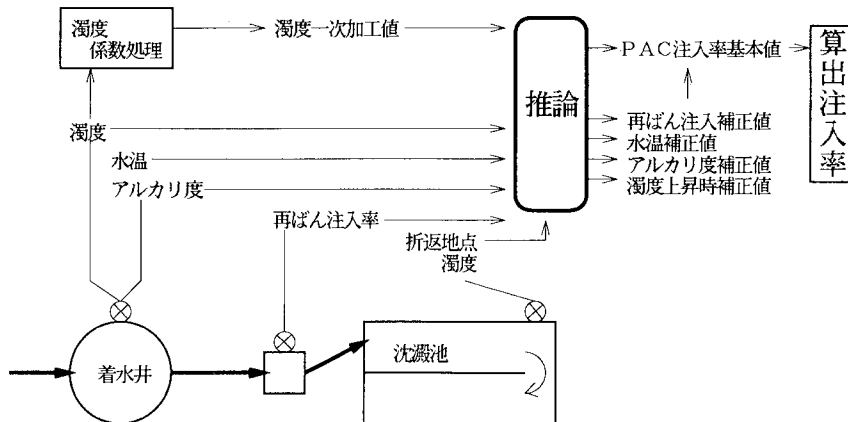 濁度
係数処理
濁度一次加工値
推論
ＰＡＣ注入率基本値
算出注入率
濁度
再ばん注入補正値
水温補正値
水温
アルカリ度補正値
アルカリ度
濁度上昇時補正値
再ばん注入率
折返地点
濁度
着水井
沈澱池